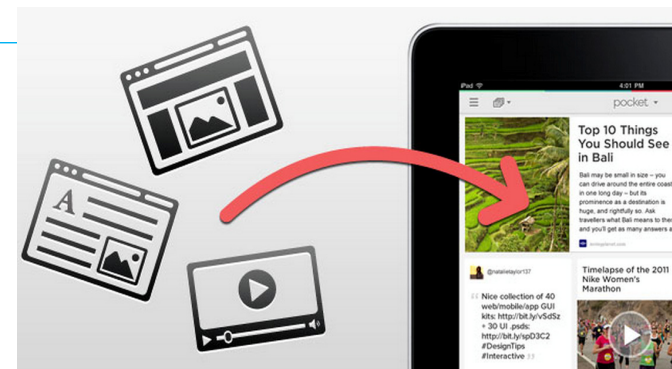 iPad
4:01 PM
pocket
Top 10 Things
You Should See
in Bali
Bali may be small in size – you
can drive around the entire coast
in one long day – but its
prominence as a destination is
huge, and rightfully so. Ask
travellers what Bali means to them
and you'll get as many answers a
@natalietaylor137
Nice collection of 40
web/mobile/app GUI
kits: http://bit.ly/vSdSz
+ 30 UI .psds:
http://bit.ly/spD3C2
#DesignTips
#Interactive
Timelapse of the 2011
Nike Women's
Marathon
A